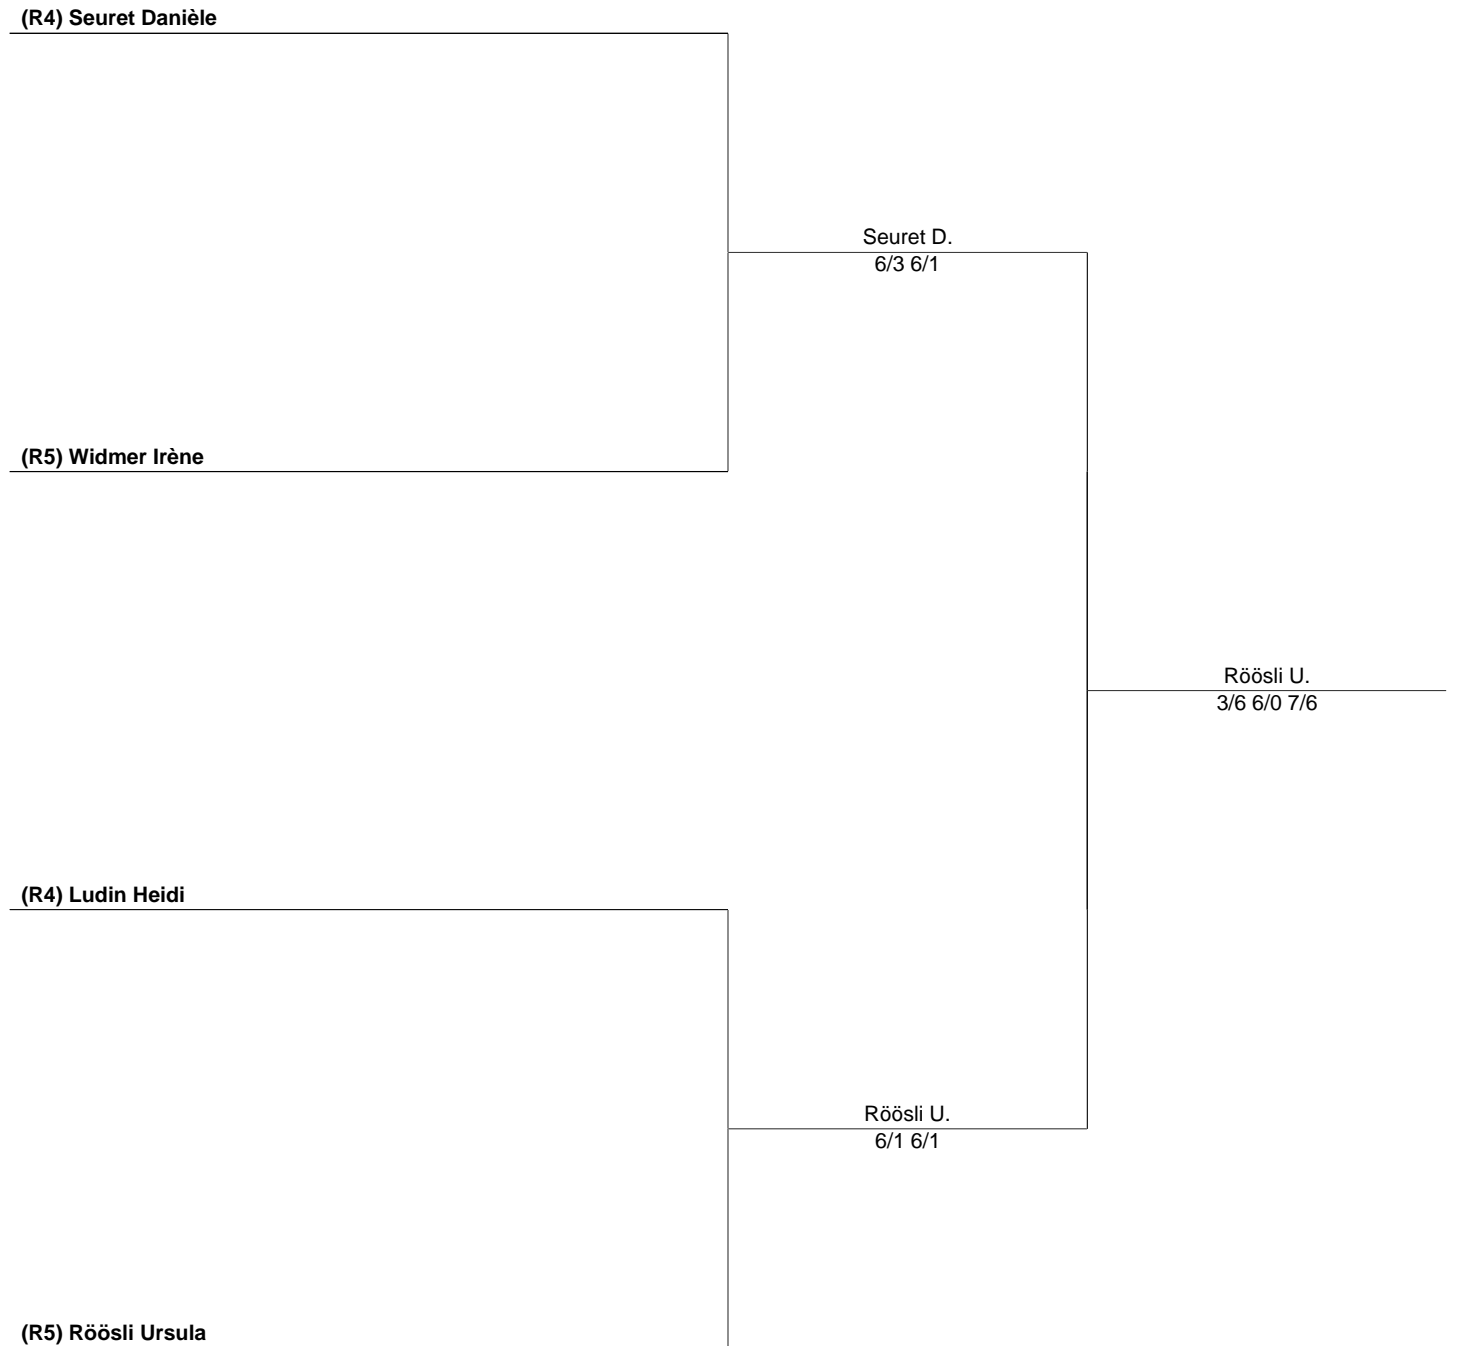 (R4) Seuret Danièle
Seuret D.
6/3 6/1
(R5) Widmer Irène
Röösli U.
3/6 6/0 7/6
(R4) Ludin Heidi
Röösli U.
6/1 6/1
(R5) Röösli Ursula